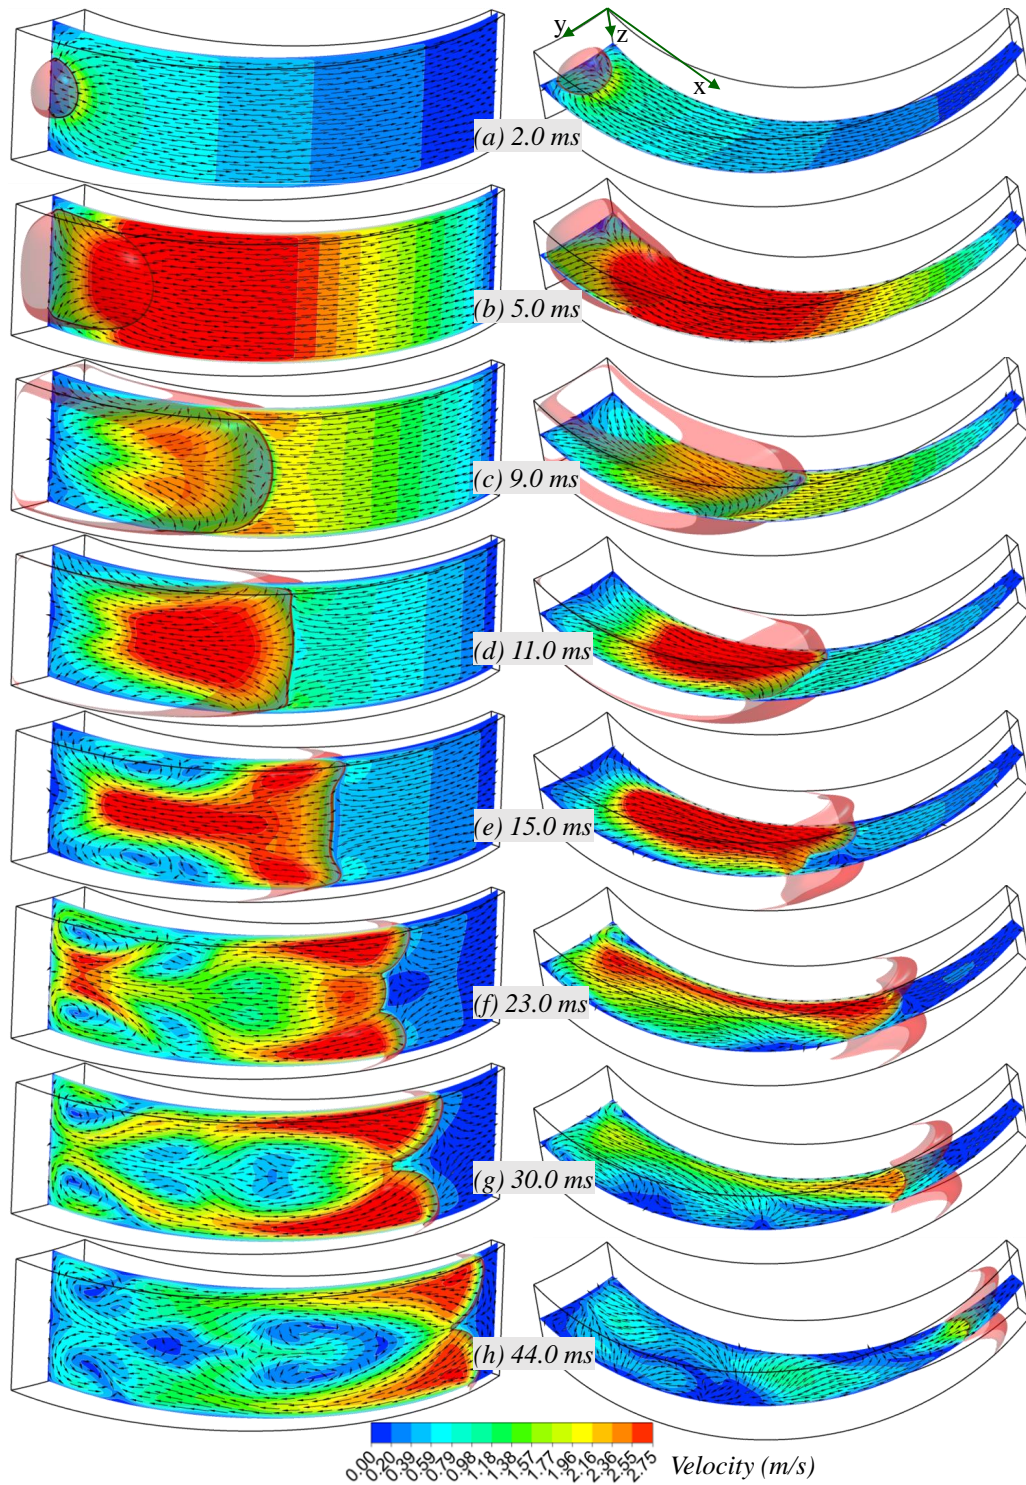 y
z
x
(a) 2.0 ms
(b) 5.0 ms
(c) 9.0 ms
(d) 11.0 ms
(e) 15.0 ms
(f) 23.0 ms
(g) 30.0 ms
(h) 44.0 ms
0.00 0.20 0.39 0.59 0.79 0.98 1.18 1.38 1.57 1.77 1.96 2.16 2.36 2.55 2.75
Velocity (m/s)